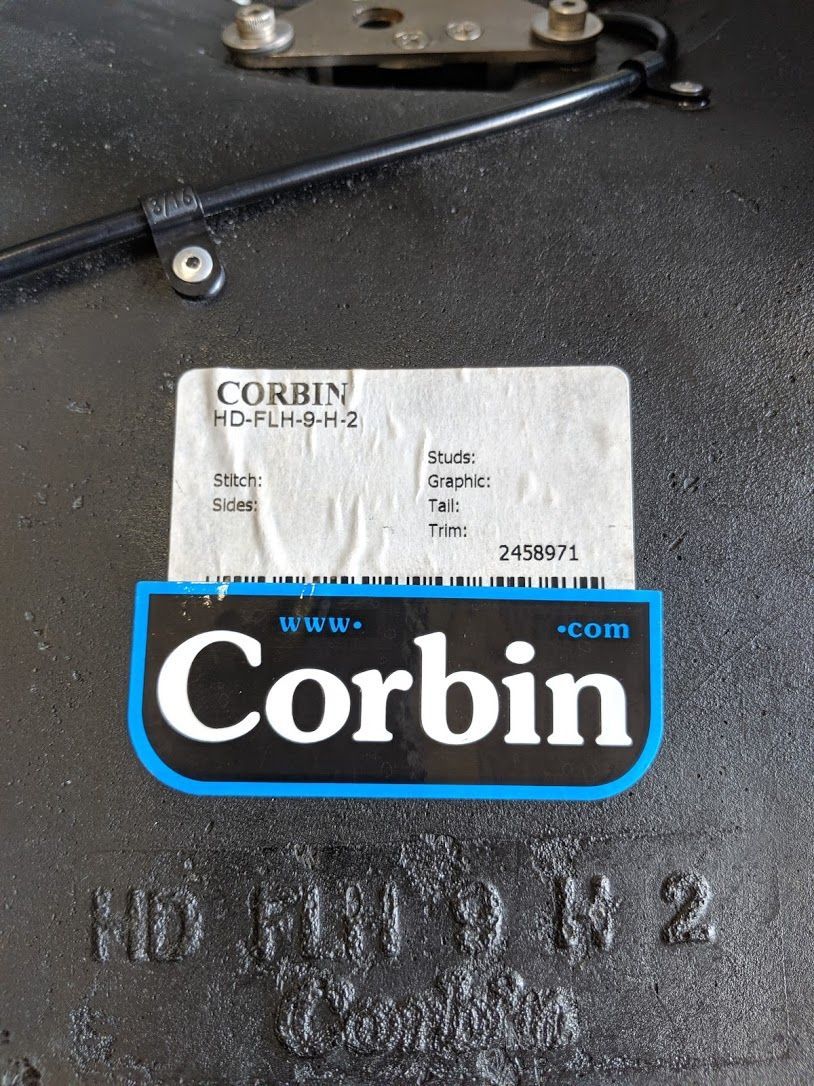 3/16
CORBIN
HD-FLH-9-H-2
Studs:
Stitch:
Graphic:
Sides:
Tail:
Trim:
2458971
www. .com
Corbin
HD FLH 9 H 2
Corbin